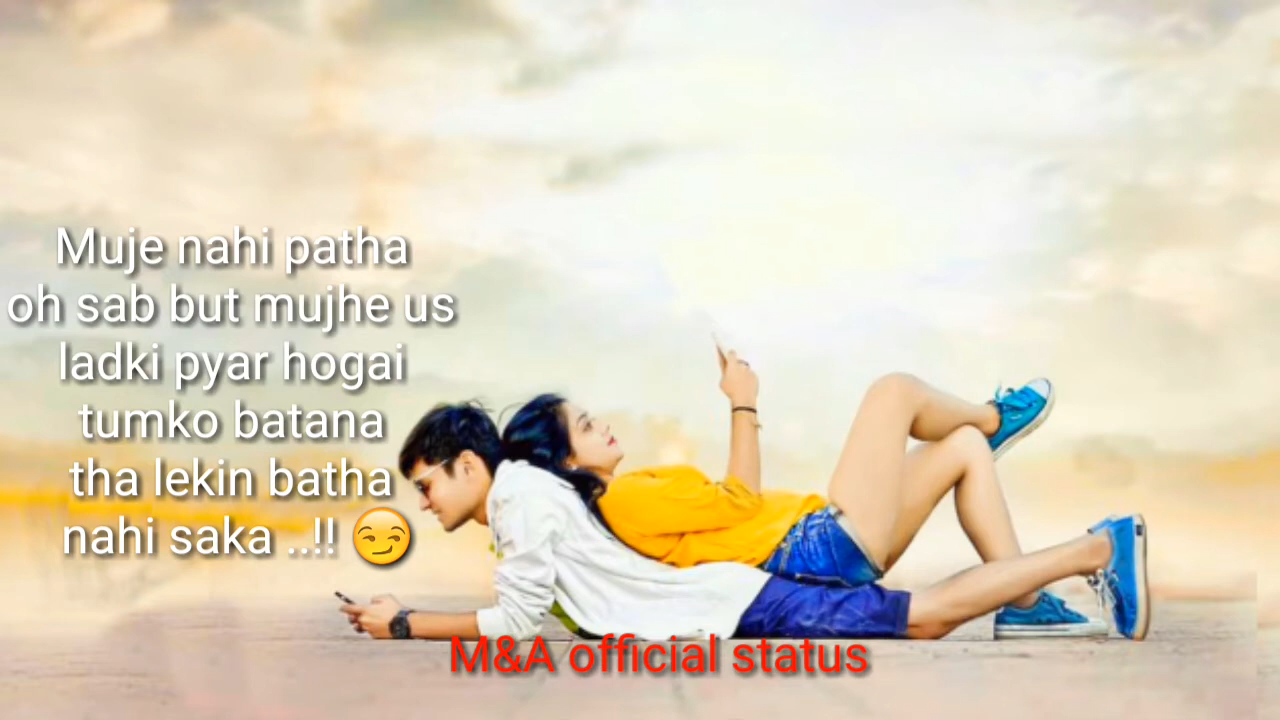 Muje nahi patha
oh sab but mujhe us
ladki pyar hogai
tumko batana
tha lekin batha
nahi saka ..!! 😏
M&A official status